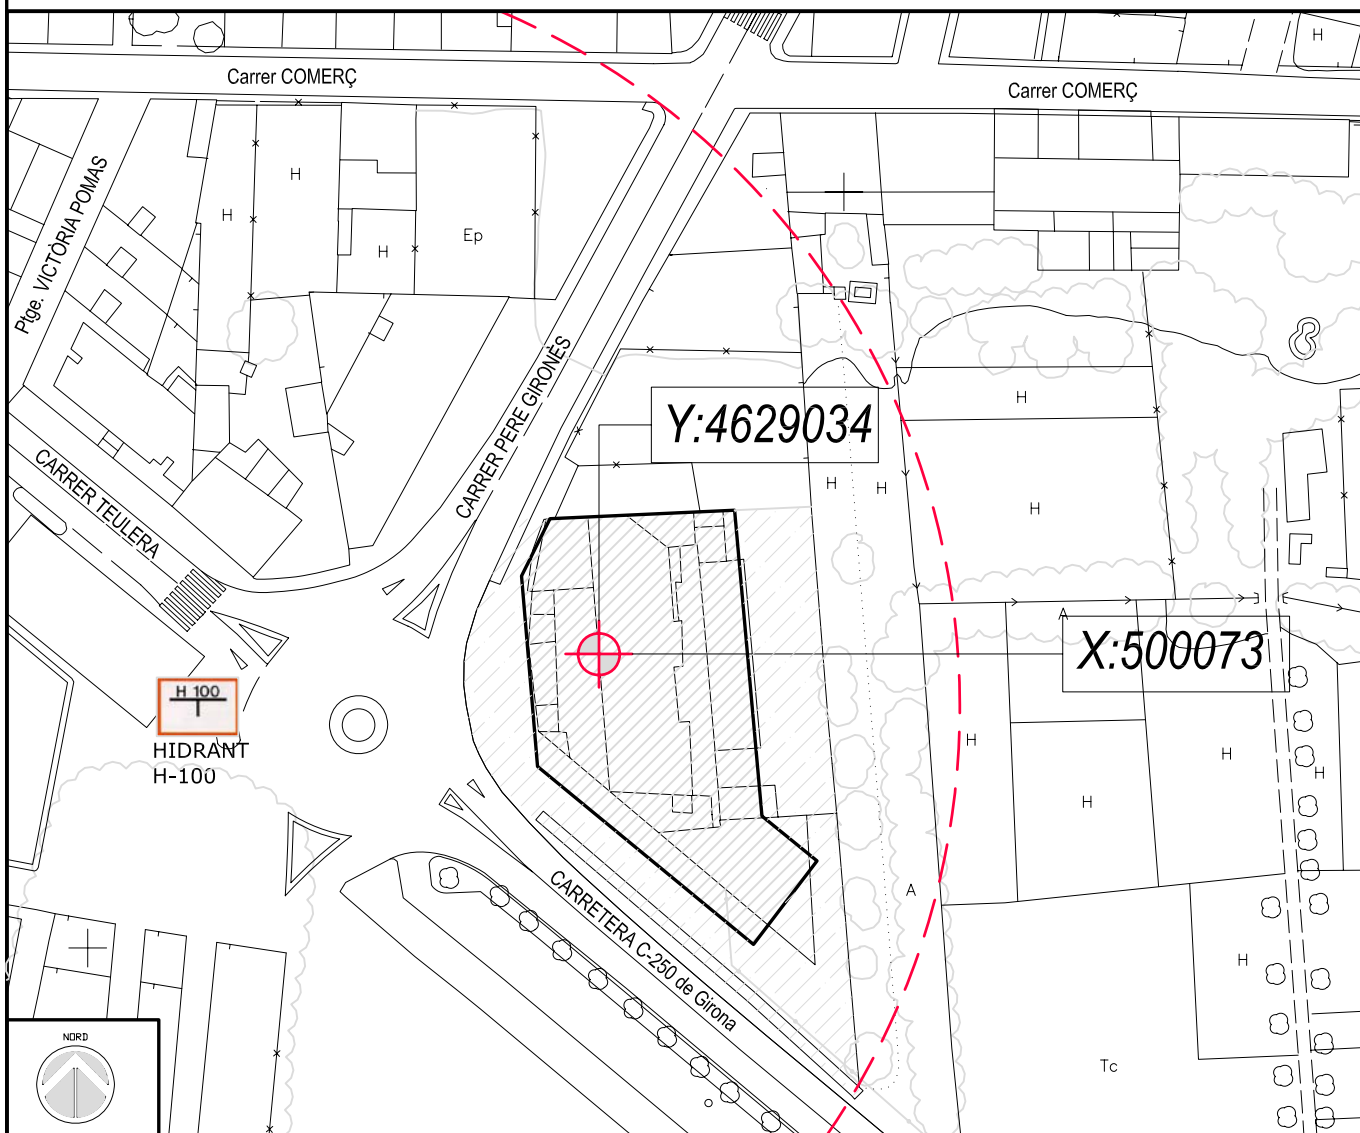 H
Carrer COMERÇ
Carrer COMERÇ
Ptge. VICTÒRIA POMAS
H
H
H
Ep
CARRER PERE GIRONÈS
H
Y:4629034
CARRER TEULERA
H
H
H
A
X:500073
H 100
HIDRANT
H-100
H
H
H
H
CARRETERA C-250 de Girona
A
H
NORD
Tc